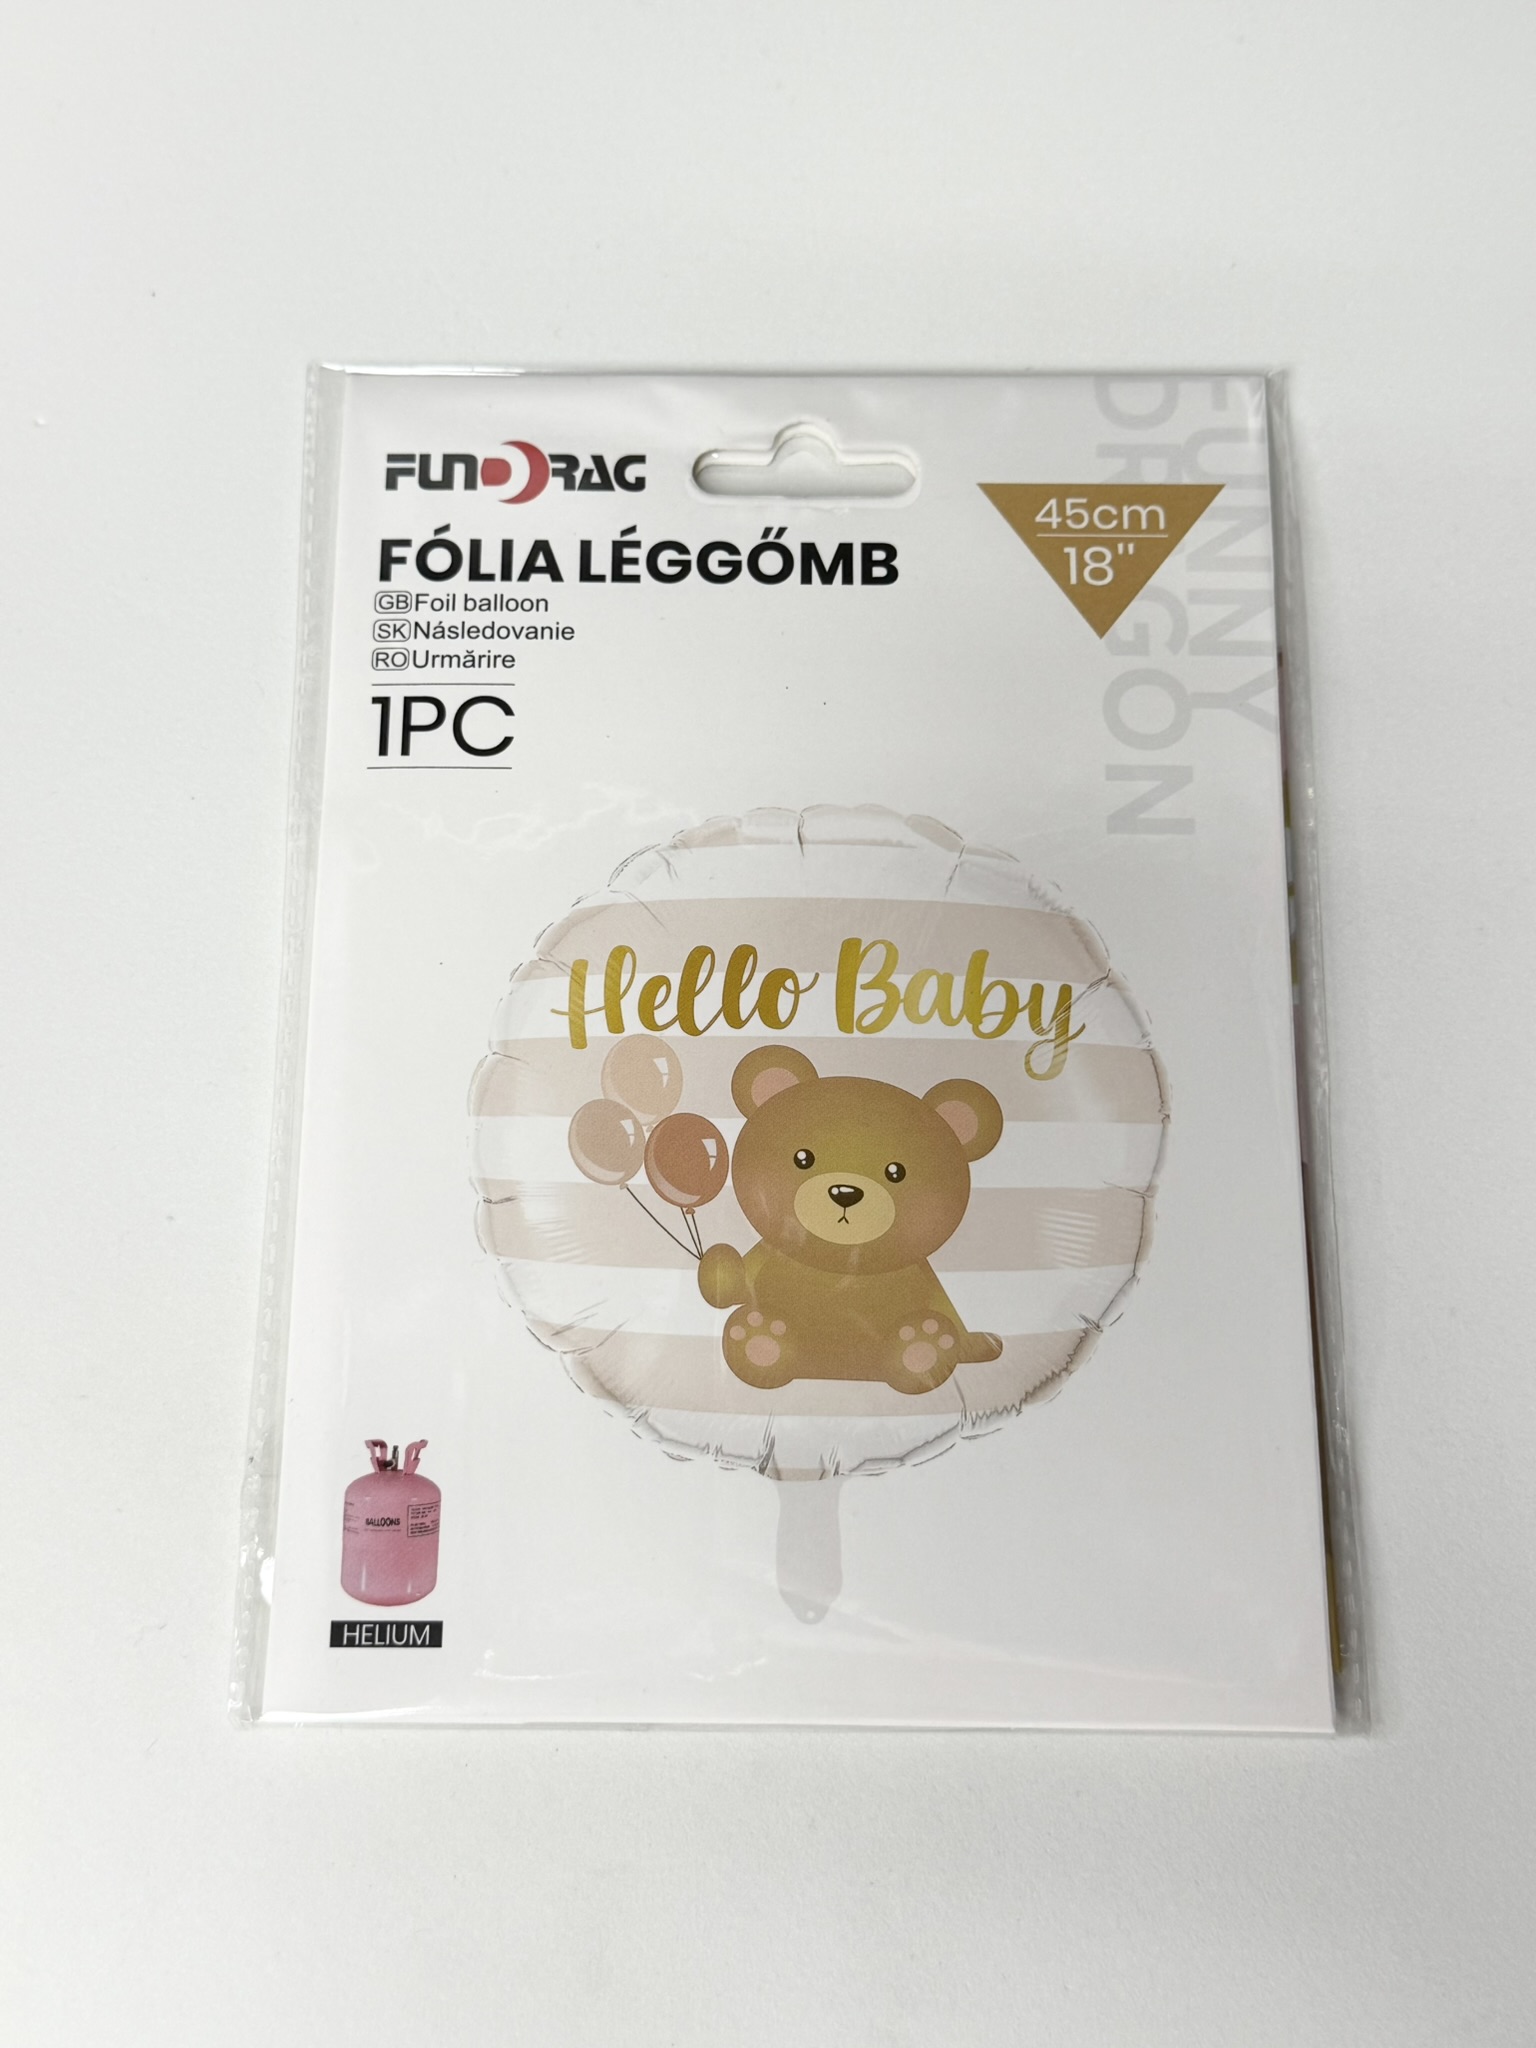 FUNDRAG
FÓLIA LÉGGŐMB
GB Foil balloon
SK Následovanie
RO Urmărire
1PC
45cm
18"
FUNNY
DRAGON
Hello Baby
BALLOONS
HELIUM